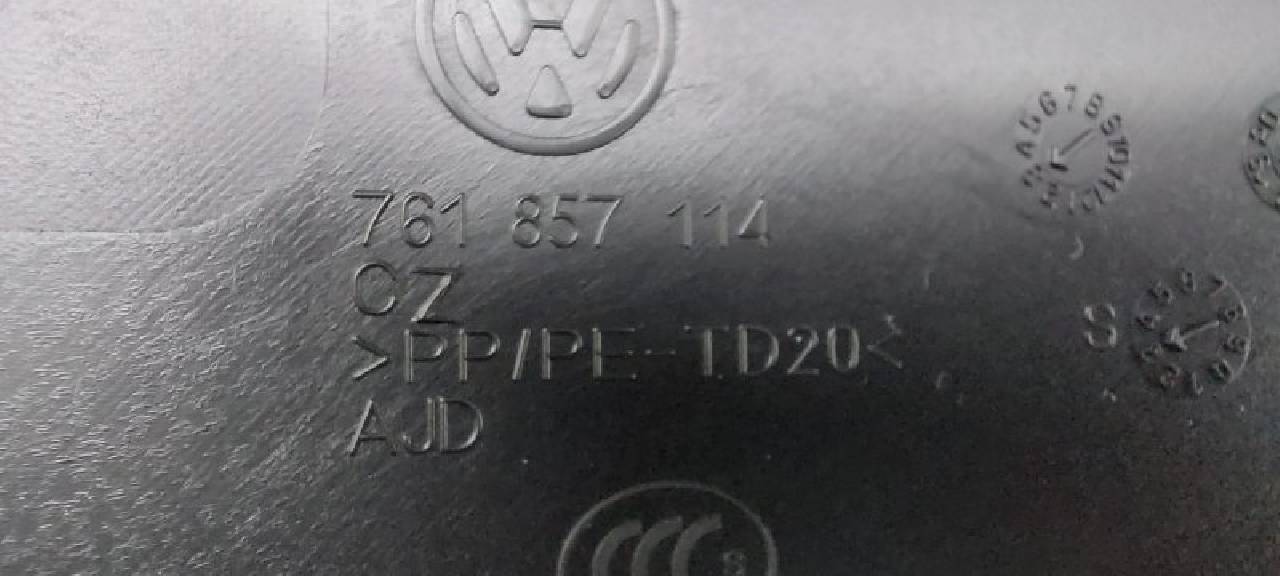 761 857 114
CZ
>PP/PE-TD20<
AJD
S
CCC
S